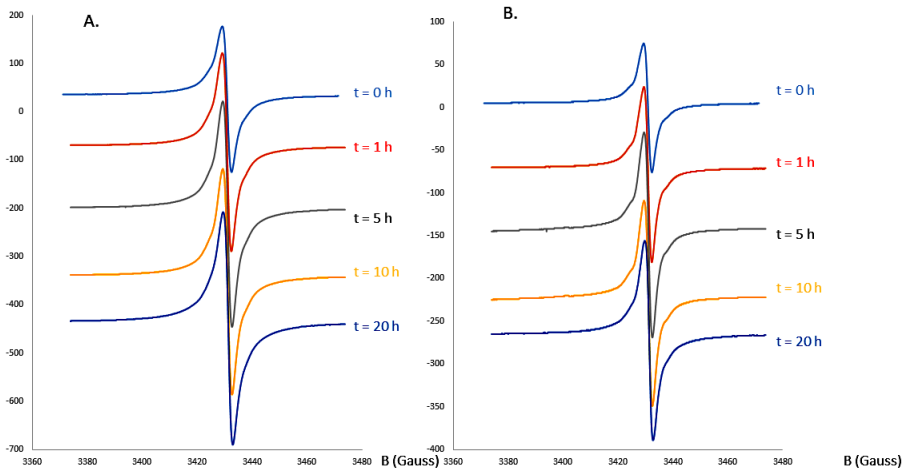 A.
200
100
0
-100
-200
-300
-400
-500
-600
-700
3360
3380
3400
3420
3440
3460
B (Gauss)
t = 0 h
t = 1 h
t = 5 h
t = 10 h
t = 20 h
B.
100
50
0
-50
-100
-150
-200
-250
-300
-350
-400
3360
3380
3400
3420
3440
3460
3480
B (Gauss)
t = 0 h
t = 1 h
t = 5 h
t = 10 h
t = 20 h